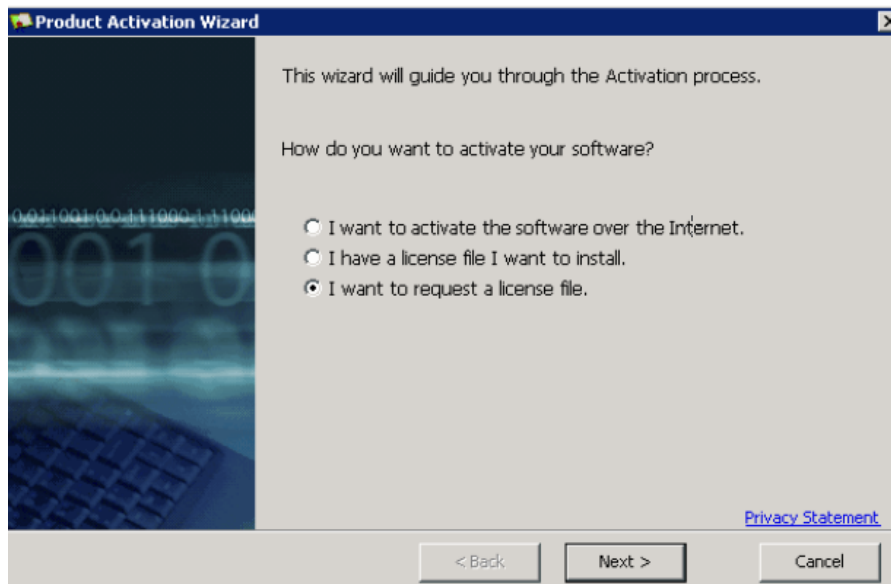 Product Activation Wizard
This wizard will guide you through the Activation process.
How do you want to activate your software?
I want to activate the software over the Internet.
I have a license file I want to install.
I want to request a license file.
Privacy Statement
< Back
Next >
Cancel